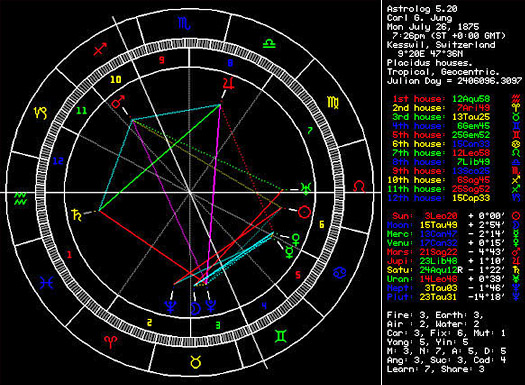 Astrolog 5.20
Carl G. Jung
Mon July 26, 1875
7:26pm (ST +0:00 GMT)
Kesswil, Switzerland
9°20E 47°36N
Placidus houses.
Tropical, Geocentric.
Julian Day = 2406096.3097
1st house: 12Aqu58
2nd house: 7Ari49
3rd house: 13Tau25
4th house: 6Gem45
5th house: 25Gem52
6th house: 15Can33
7th house: 12Leo58
8th house: 7Lib49
9th house: 13Sco25
10th house: 6Sag45
11th house: 25Sag52
12th house: 15Cap33
Sun: 3Leo20 + 0°00'
Moon: 15Tau49 + 2°54'
Merc: 13Can47 - 2°14'
Venu: 17Can33 + 0°15'
Mars: 21Sag22 - 4°43'
Jupi: 23Lib48 + 1°10'
Satu: 24Aqu12R - 1°22'
Uran: 14Leo48 + 0°39'
Nept: 3Tau03 - 1°46'
Plut: 23Tau31 -14°18'
Fire: 3, Earth: 3,
Air : 2, Water: 2
Car: 3, Fix: 6, Mut: 1
Yang: 5, Yin: 5
M: 3, N: 7, A: 5, D: 5
Ang: 3, Suc: 3, Cad: 4
Learn: 7, Share: 3
9
8
10
11
7
12
6
1
5
2
3
4